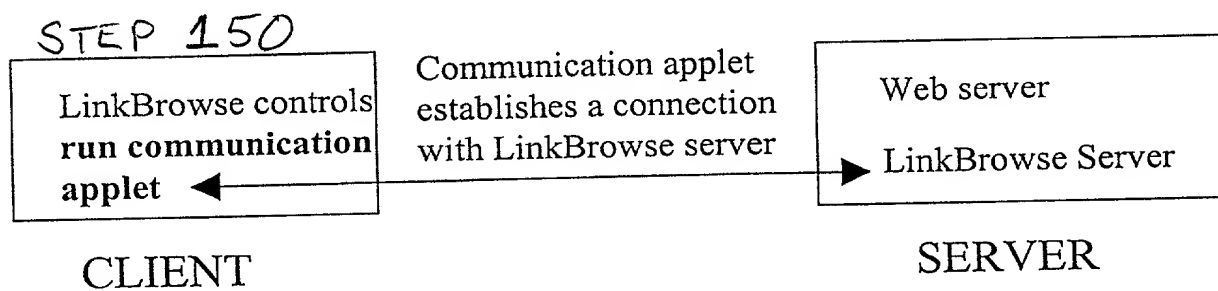 STEP 150
LinkBrowse controls
run communication
applet
Communication applet
establishes a connection
with LinkBrowse server
Web server
LinkBrowse Server
CLIENT
SERVER